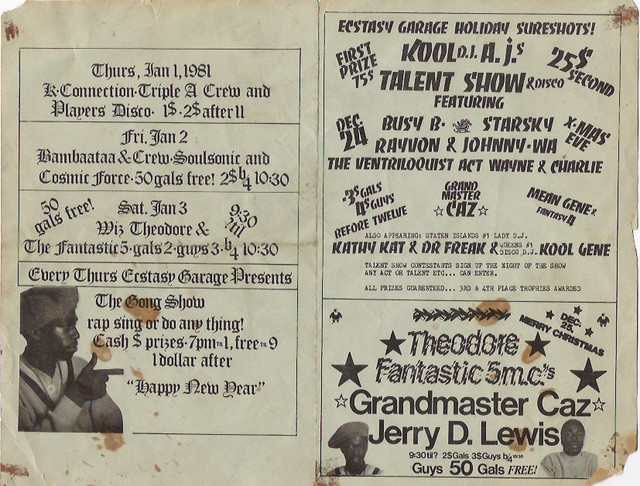 Thurs, Jan 1, 1981
K-Connection-Triple A Crew and
Players Disco· 1$·2$ after 11
Fri. Jan 2
Bambaataa & Crew-Soulsonic and
Cosmic Force·50 gals free! 2$ b4 10:30
50 gals free!
Sat. Jan 3
9:30 til
Wiz Theodore &
The Fantastic 5·gals 2·guys 3·b4 10:30
Every Thurs Ecstasy Garage Presents
The Gong Show
rap sing or do any thing!
Cash $ prizes·7pm-1, free-9
1 dollar after
"Happy New Year"
ECSTASY GARAGE HOLIDAY SURESHOTS!
FIRST PRIZE 75$
KOOL D.J. A.J.'S
25$ SECOND
TALENT SHOW & DISCO
FEATURING
DEC. 24
BUSY B· STARSKY
X-MAS EVE
RAYVON & JOHNNY·WA
THE VENTRILOQUIST ACT WAYNE & CHARLIE
3$ GALS
4$ GUYS
BEFORE TWELVE
GRAND
MASTER
CAZ
MEAN GENE &
FANTASY 4
ALSO APPEARING: STATEN ISLANDS #1 LADY D.J.
KATHY KAT & DR FREAK & QUEENS #1 DISCO D.J. KOOL GENE
TALENT SHOW CONTESTANTS SIGN UP THE NIGHT OF THE SHOW
ANY ACT OR TALENT ETC... CAN ENTER.
ALL PRIZES GUARENTEED... 3RD & 4TH PLACE TROPHIES AWARDED
DEC. 25.
MERRY CHRISTMAS
Theodore
Fantastic 5 m.c.'s
Grandmaster Caz
Jerry D. Lewis
9:30 til? 2$ Gals 3$ Guys b4 10:30
Guys 50 Gals FREE!